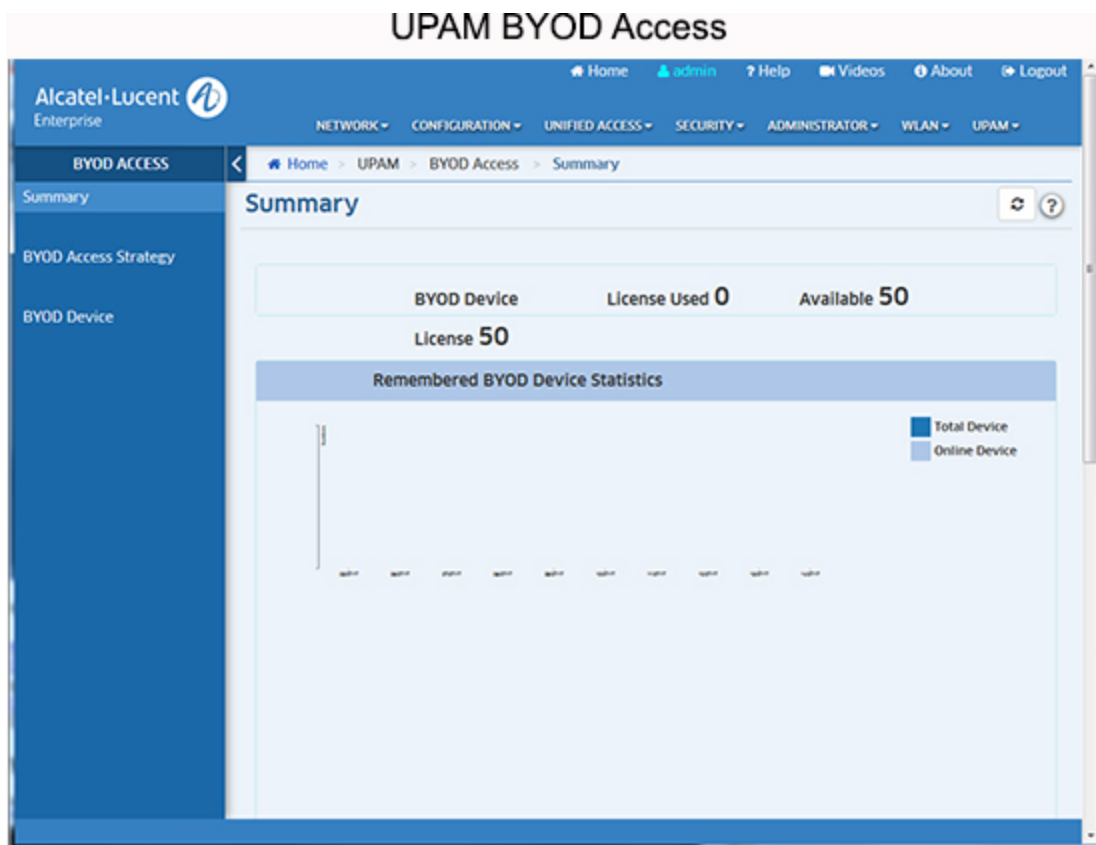 UPAM BYOD Access
Home admin ? Help Videos About Logout
Alcatel·Lucent
Enterprise
NETWORK CONFIGURATION UNIFIED ACCESS SECURITY ADMINISTRATOR WLAN UPAM
BYOD ACCESS
Home > UPAM > BYOD Access > Summary
Summary
BYOD Access Strategy
BYOD Device
Summary
BYOD Device License Used 0 Available 50
License 50
Remembered BYOD Device Statistics
Total Device
Online Device